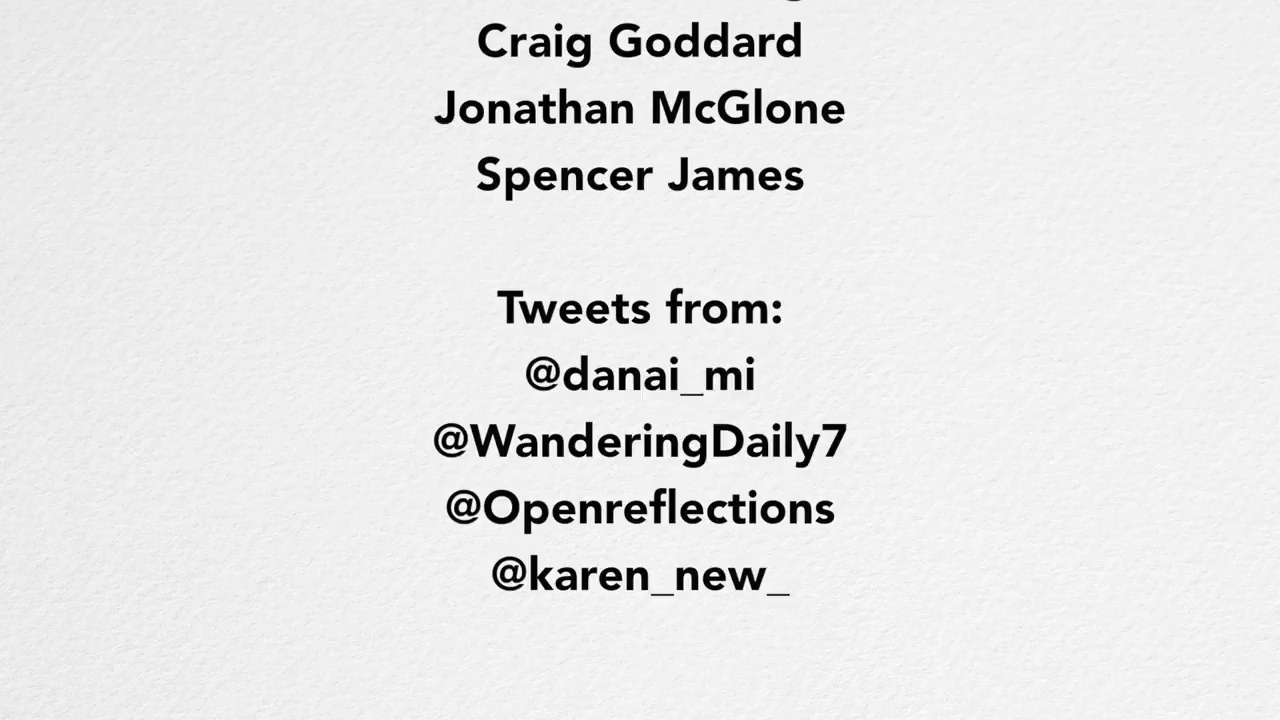 Craig Goddard
Jonathan McGlone
Spencer James
Tweets from:
@danai_mi
@WanderingDaily7
@Openreflections
@karen_new_